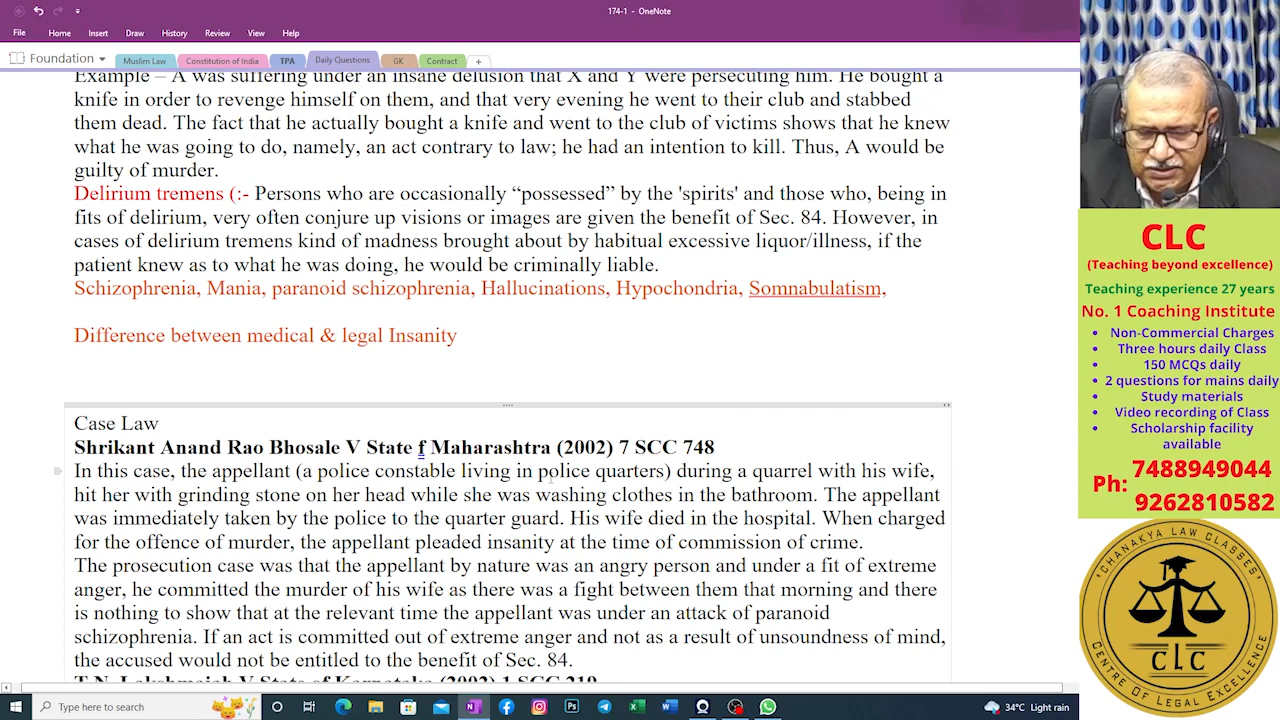 174-1 - OneNote
File Home Insert Draw History Review View Help
Foundation Muslim Law Constitution of India TPA Daily Questions GK Contract +
Example – A was suffering under an insane delusion that X and Y were persecuting him. He bought a
knife in order to revenge himself on them, and that very evening he went to their club and stabbed
them dead. The fact that he actually bought a knife and went to the club of victims shows that he knew
what he was going to do, namely, an act contrary to law; he had an intention to kill. Thus, A would be
guilty of murder.
Delirium tremens (:- Persons who are occasionally “possessed” by the 'spirits' and those who, being in
fits of delirium, very often conjure up visions or images are given the benefit of Sec. 84. However, in
cases of delirium tremens kind of madness brought about by habitual excessive liquor/illness, if the
patient knew as to what he was doing, he would be criminally liable.
Schizophrenia, Mania, paranoid schizophrenia, Hallucinations, Hypochondria, Somnabulatism,
Difference between medical & legal Insanity
Case Law
Shrikant Anand Rao Bhosale V State f Maharashtra (2002) 7 SCC 748
In this case, the appellant (a police constable living in police quarters) during a quarrel with his wife,
hit her with grinding stone on her head while she was washing clothes in the bathroom. The appellant
was immediately taken by the police to the quarter guard. His wife died in the hospital. When charged
for the offence of murder, the appellant pleaded insanity at the time of commission of crime.
The prosecution case was that the appellant by nature was an angry person and under a fit of extreme
anger, he committed the murder of his wife as there was a fight between them that morning and there
is nothing to show that at the relevant time the appellant was under an attack of paranoid
schizophrenia. If an act is committed out of extreme anger and not as a result of unsoundness of mind,
the accused would not be entitled to the benefit of Sec. 84.
T.N. Lakshmaiah V State of Karnataka (2002) 1 SCC 219
CLC
(Teaching beyond excellence)
Teaching experience 27 years
No. 1 Coaching Institute
• Non-Commercial Charges
• Three hours daily Class
• 150 MCQs daily
• 2 questions for mains daily
• Study materials
• Video recording of Class
• Scholarship facility
available
Ph: 7488949044
9262810582
CHANAKYA LAW CLASSES
CLC
CENTRE OF LEGAL EXCELLENCE
Type here to search
34°C Light rain